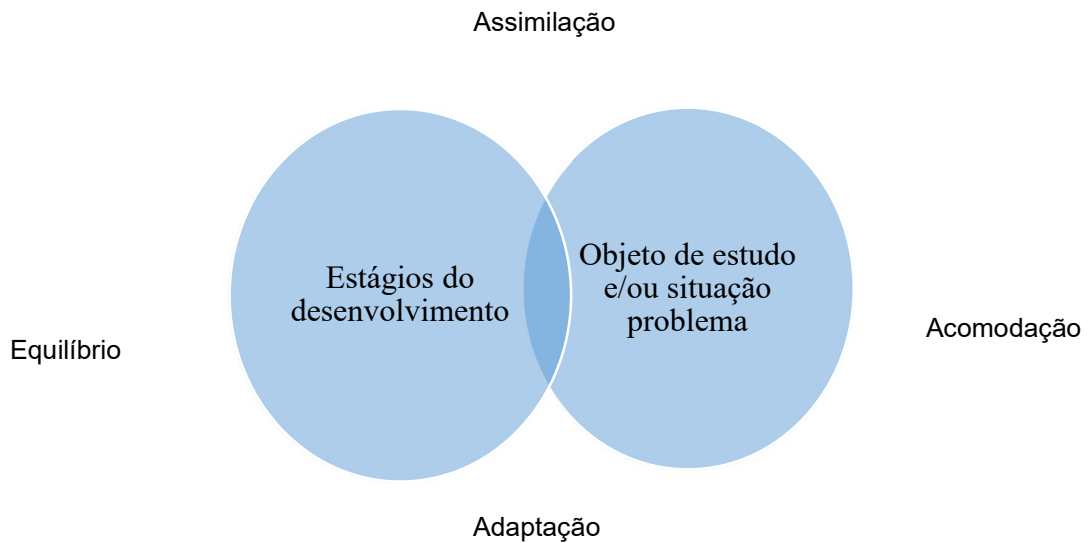 Assimilação
Estágios do
desenvolvimento
Objeto de estudo
e/ou situação
problema
Equilíbrio
Acomodação
Adaptação